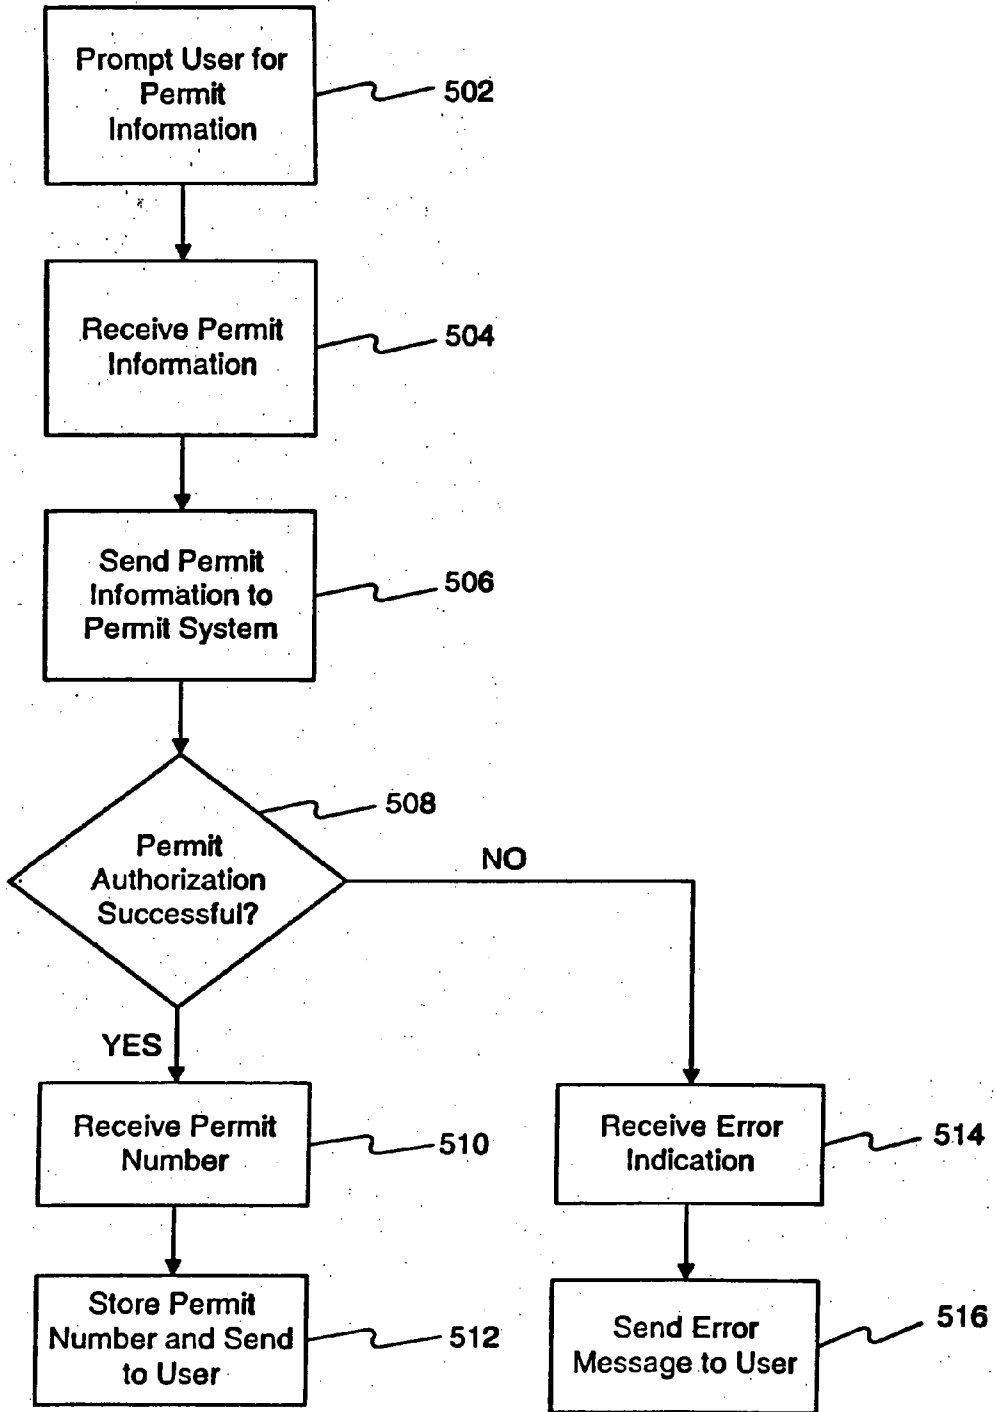 Prompt User for
Permit
Information
502
Receive Permit
Information
504
Send Permit
Information to
Permit System
506
508
Permit
Authorization
Successful?
NO
YES
Receive Permit
Number
510
Receive Error
Indication
514
Store Permit
Number and Send
to User
512
Send Error
Message to User
516